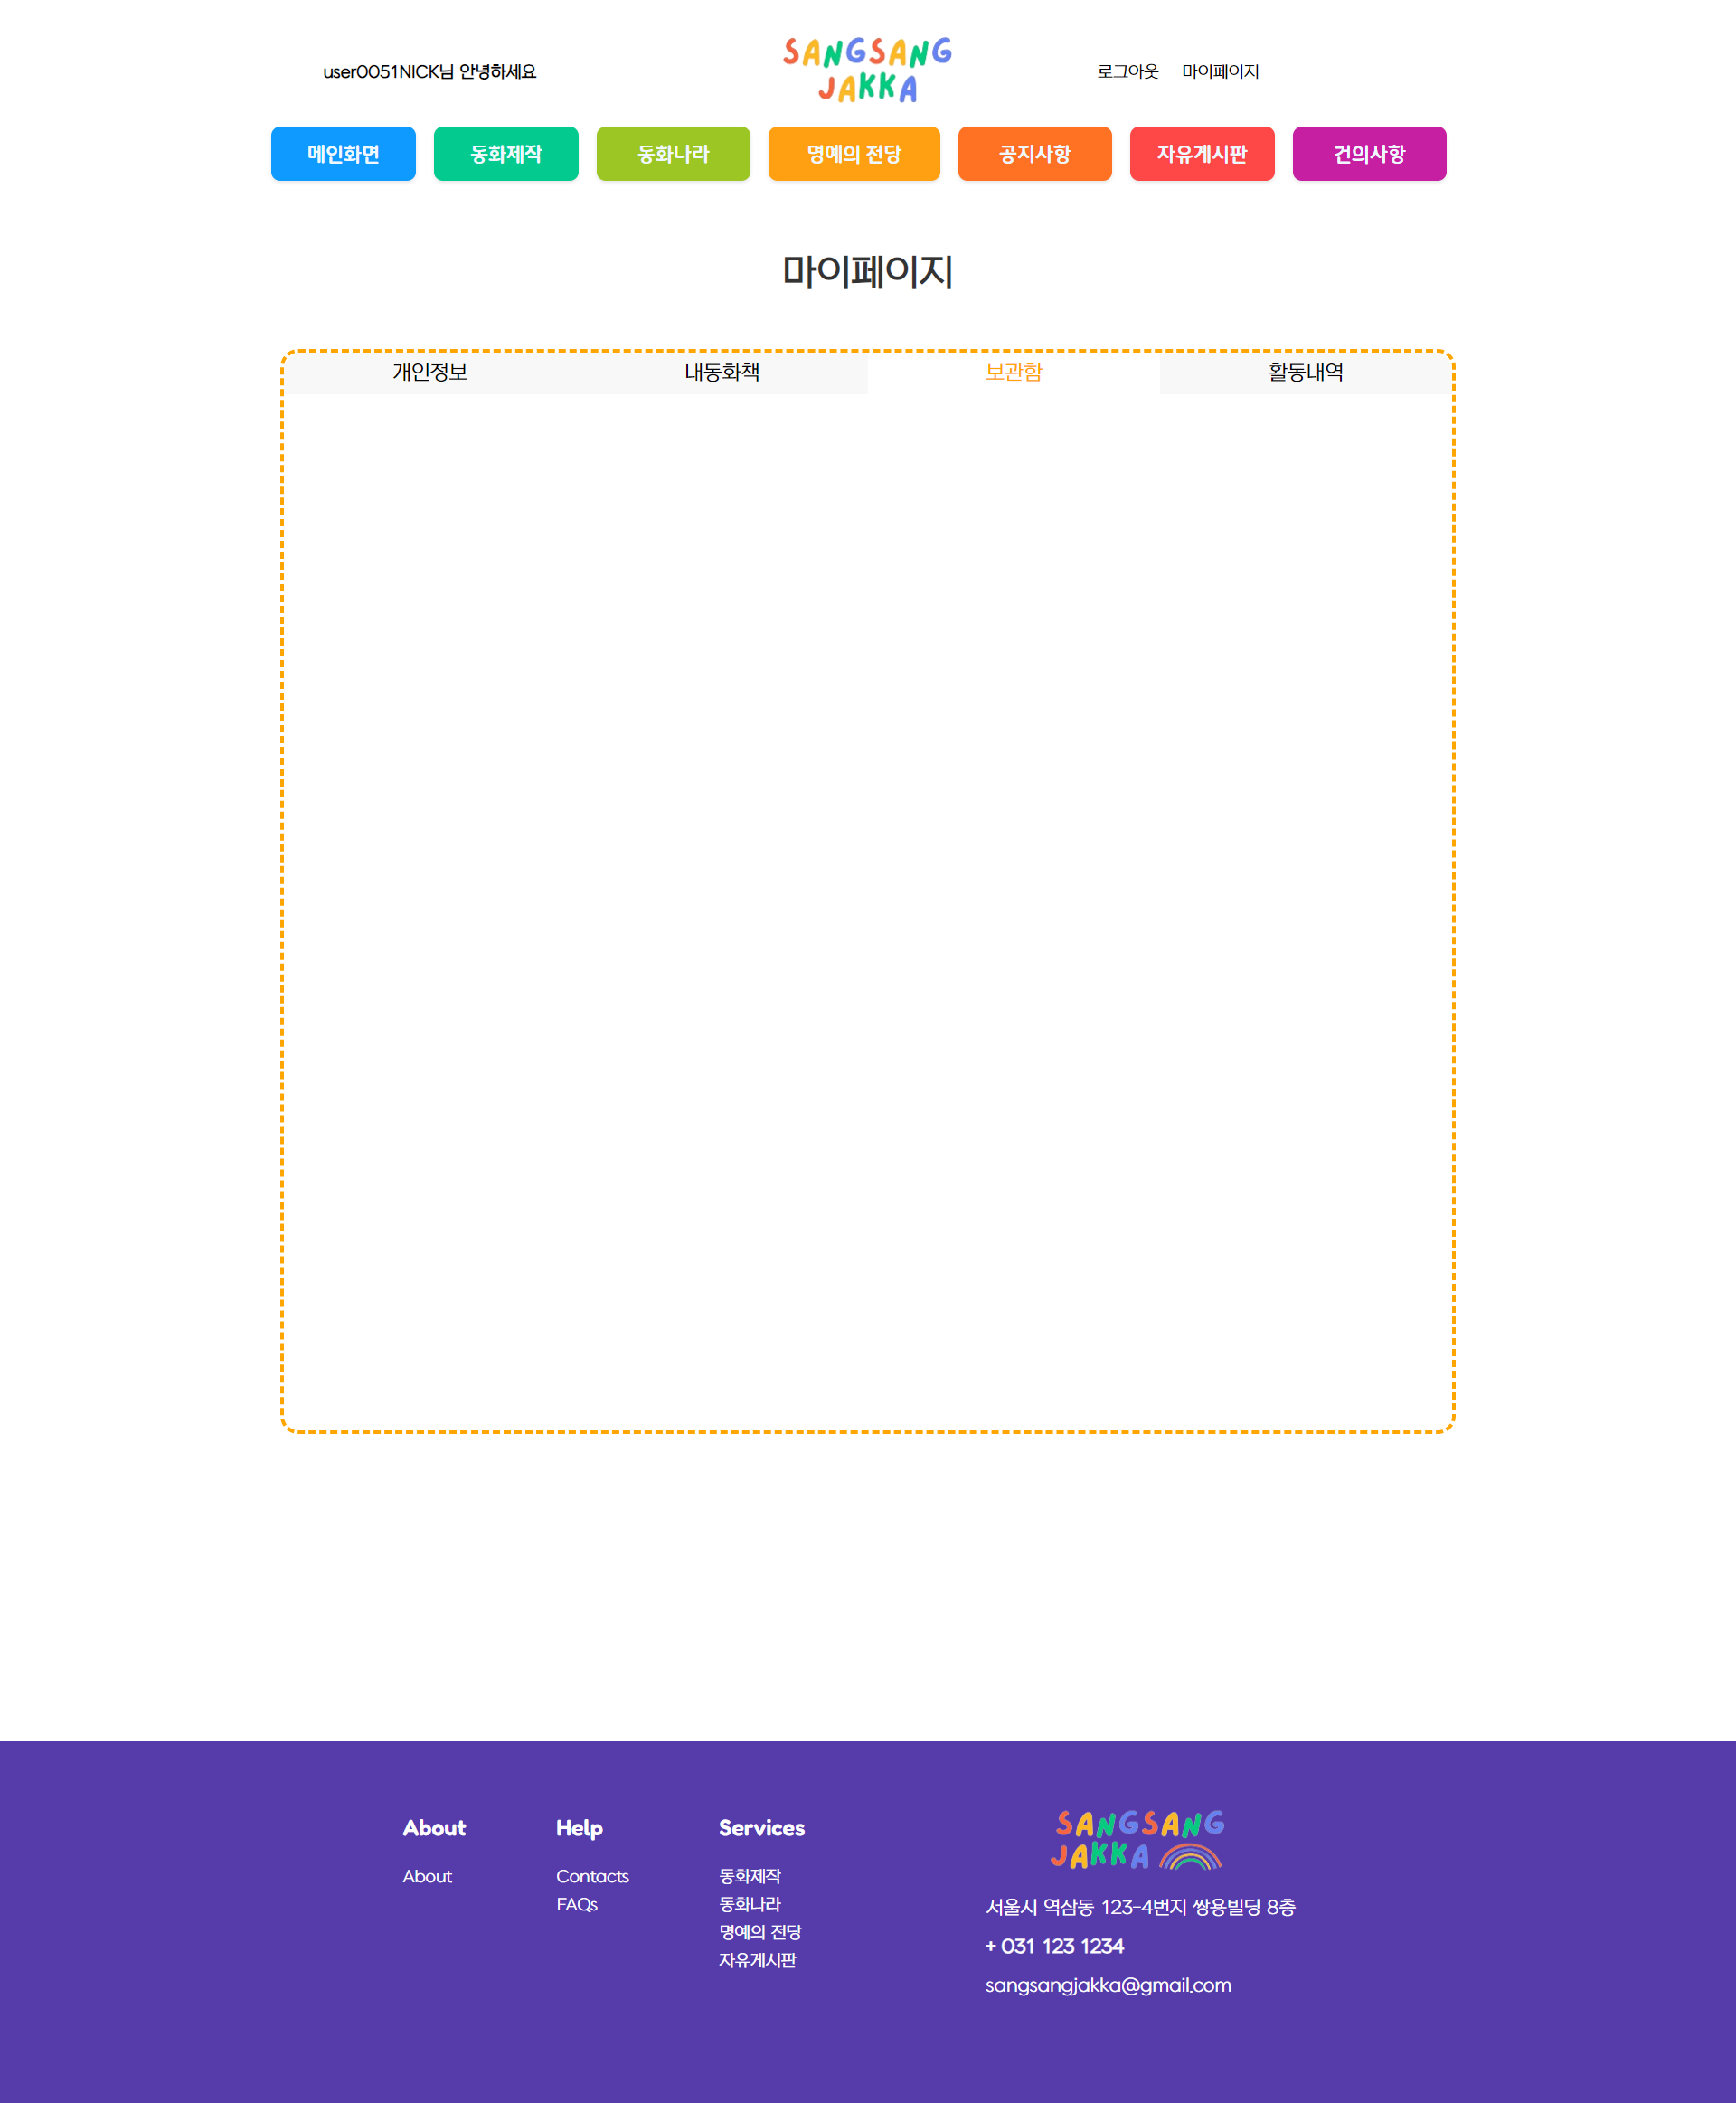 user0051NICK님 안녕하세요
SANGSANG
JAKKA
로그아웃 마이페이지
메인화면 동화제작 동화나라 명예의 전당 공지사항 자유게시판 건의사항
마이페이지
개인정보 내동화책 보관함 활동내역
About
About
Help
Contacts
FAQs
Services
동화제작
동화나라
명예의 전당
자유게시판
SANGSANG
JAKKA
서울시 역삼동 123-4번지 쌍용빌딩 8층
+ 031 123 1234
sangsangjakka@gmail.com